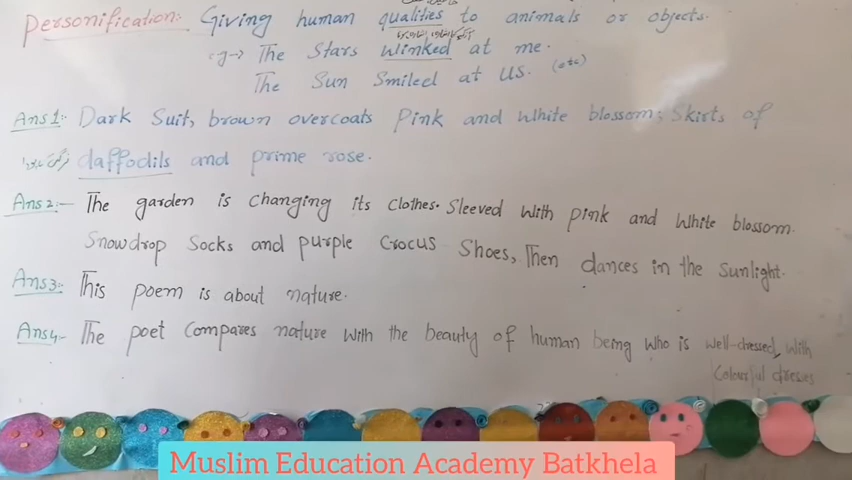 Personification:- Giving human qualities to animals or objects.
e.g→ The Stars Winked at me.
The Sun Smiled at us. (etc)
Ans1:- Dark Suit, brown overcoats Pink and white blossom; Skirts of
daffodils and prime rose.
Ans2:- The garden is changing its clothes. Sleeved with pink and white blossom.
Snowdrop Socks and purple Crocus Shoes, Then dances in the sunlight.
Ans3:- This poem is about nature.
Ans4:- The poet Compares nature with the beauty of human being who is well-dressed with
Colourful dresses
Muslim Education Academy Batkhela